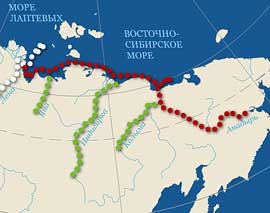 МОРЕ
ЛАПТЕВЫХ
ВОСТОЧНО-
СИБИРСКОЕ
МОРЕ
Лена
Яна
Индигирка
Колыма
Анадырь